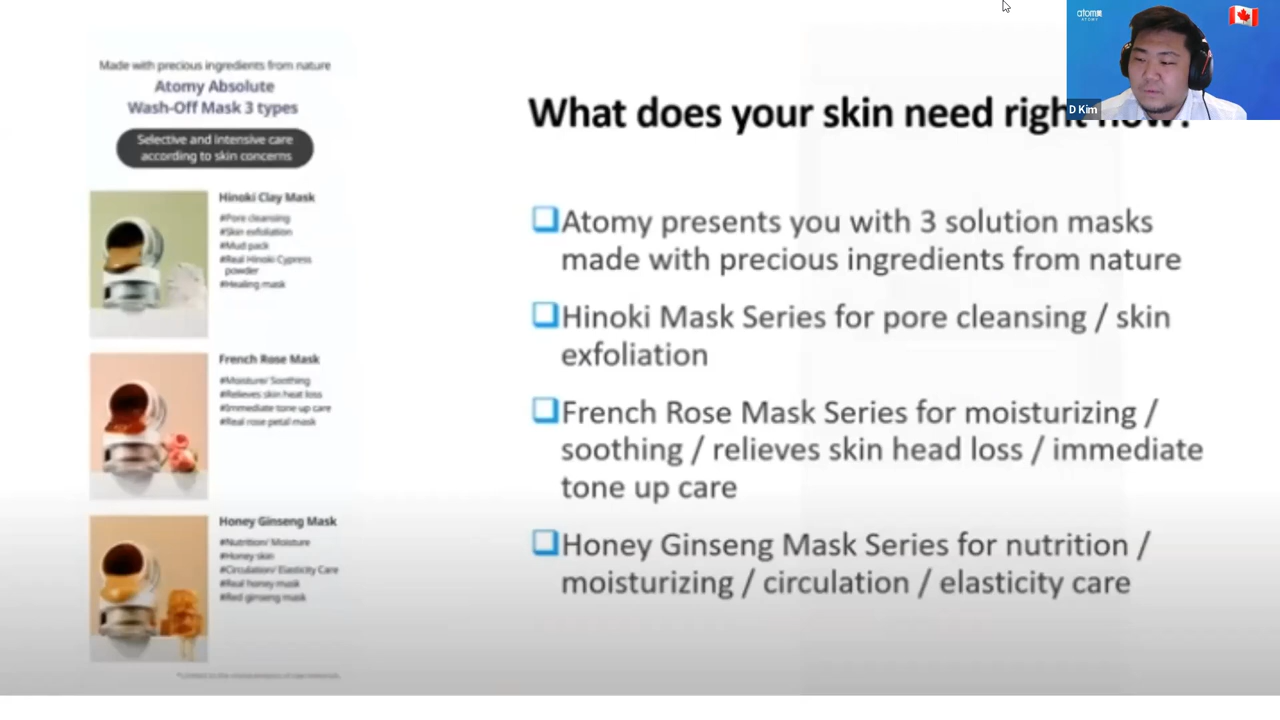 Made with precious ingredients from nature
Atomy Absolute
Wash-Off Mask 3 types
Selective and intensive care
according to skin concerns
Hinoki Clay Mask
#Pore cleansing
#Skin exfoliation
#Mud pack
#Real Hinoki Cypress
powder
#Healing mask
French Rose Mask
#Moisture/ Soothing
#Relieves skin heat loss
#Immediate tone up care
#Real rose petal mask
Honey Ginseng Mask
#Nutrition/ Moisture
#Honey skin
#Circulation/ Elasticity Care
#Real honey mask
#Red ginseng mask
What does your skin need right now?
❑Atomy presents you with 3 solution masks
made with precious ingredients from nature
❑Hinoki Mask Series for pore cleansing / skin
exfoliation
❑French Rose Mask Series for moisturizing /
soothing / relieves skin head loss / immediate
tone up care
❑Honey Ginseng Mask Series for nutrition /
moisturizing / circulation / elasticity care
D Kim